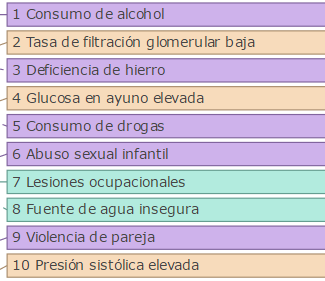 1 Consumo de alcohol
2 Tasa de filtración glomerular baja
3 Deficiencia de hierro
4 Glucosa en ayuno elevada
5 Consumo de drogas
6 Abuso sexual infantil
7 Lesiones ocupacionales
8 Fuente de agua insegura
9 Violencia de pareja
10 Presión sistólica elevada